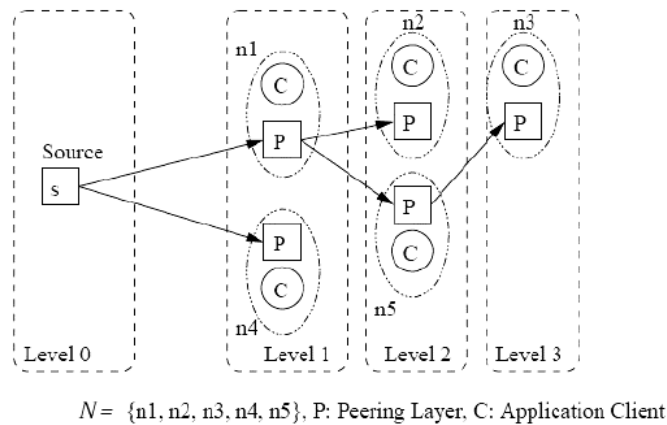 n1
n2
n3
C
C
C
P
P
P
Source
s
P
P
C
C
n4
n5
Level 0
Level 1
Level 2
Level 3
N = {n1, n2, n3, n4, n5}, P: Peering Layer, C: Application Client